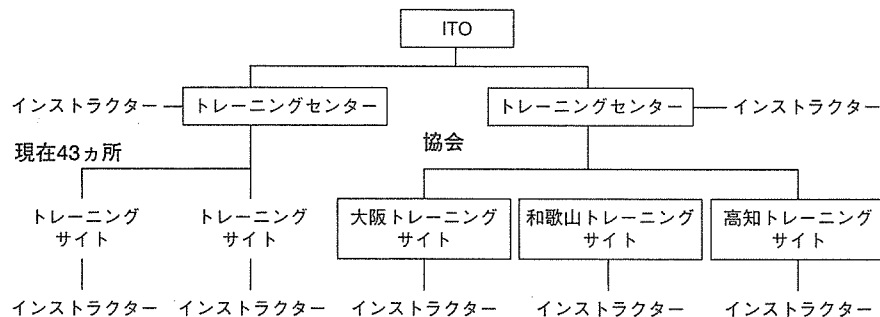 ITO
インストラクター
トレーニングセンター
トレーニングセンター
インストラクター
現在43ヵ所
協会
トレーニング
サイト
トレーニング
サイト
大阪トレーニング
サイト
和歌山トレーニング
サイト
高知トレーニング
サイト
インストラクター
インストラクター
インストラクター
インストラクター
インストラクター